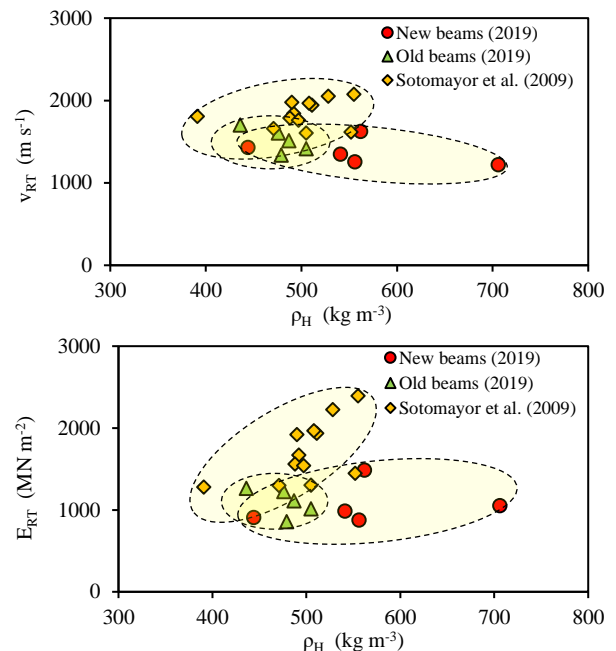 3000
2000
1000
0
v_RT (m s⁻¹)
New beams (2019)
Old beams (2019)
Sotomayor et al. (2009)
300 400 500 600 700 800
ρ_H (kg m⁻³)
3000
2000
1000
0
E_RT (MN m⁻²)
New beams (2019)
Old beams (2019)
Sotomayor et al. (2009)
300 400 500 600 700 800
ρ_H (kg m⁻³)